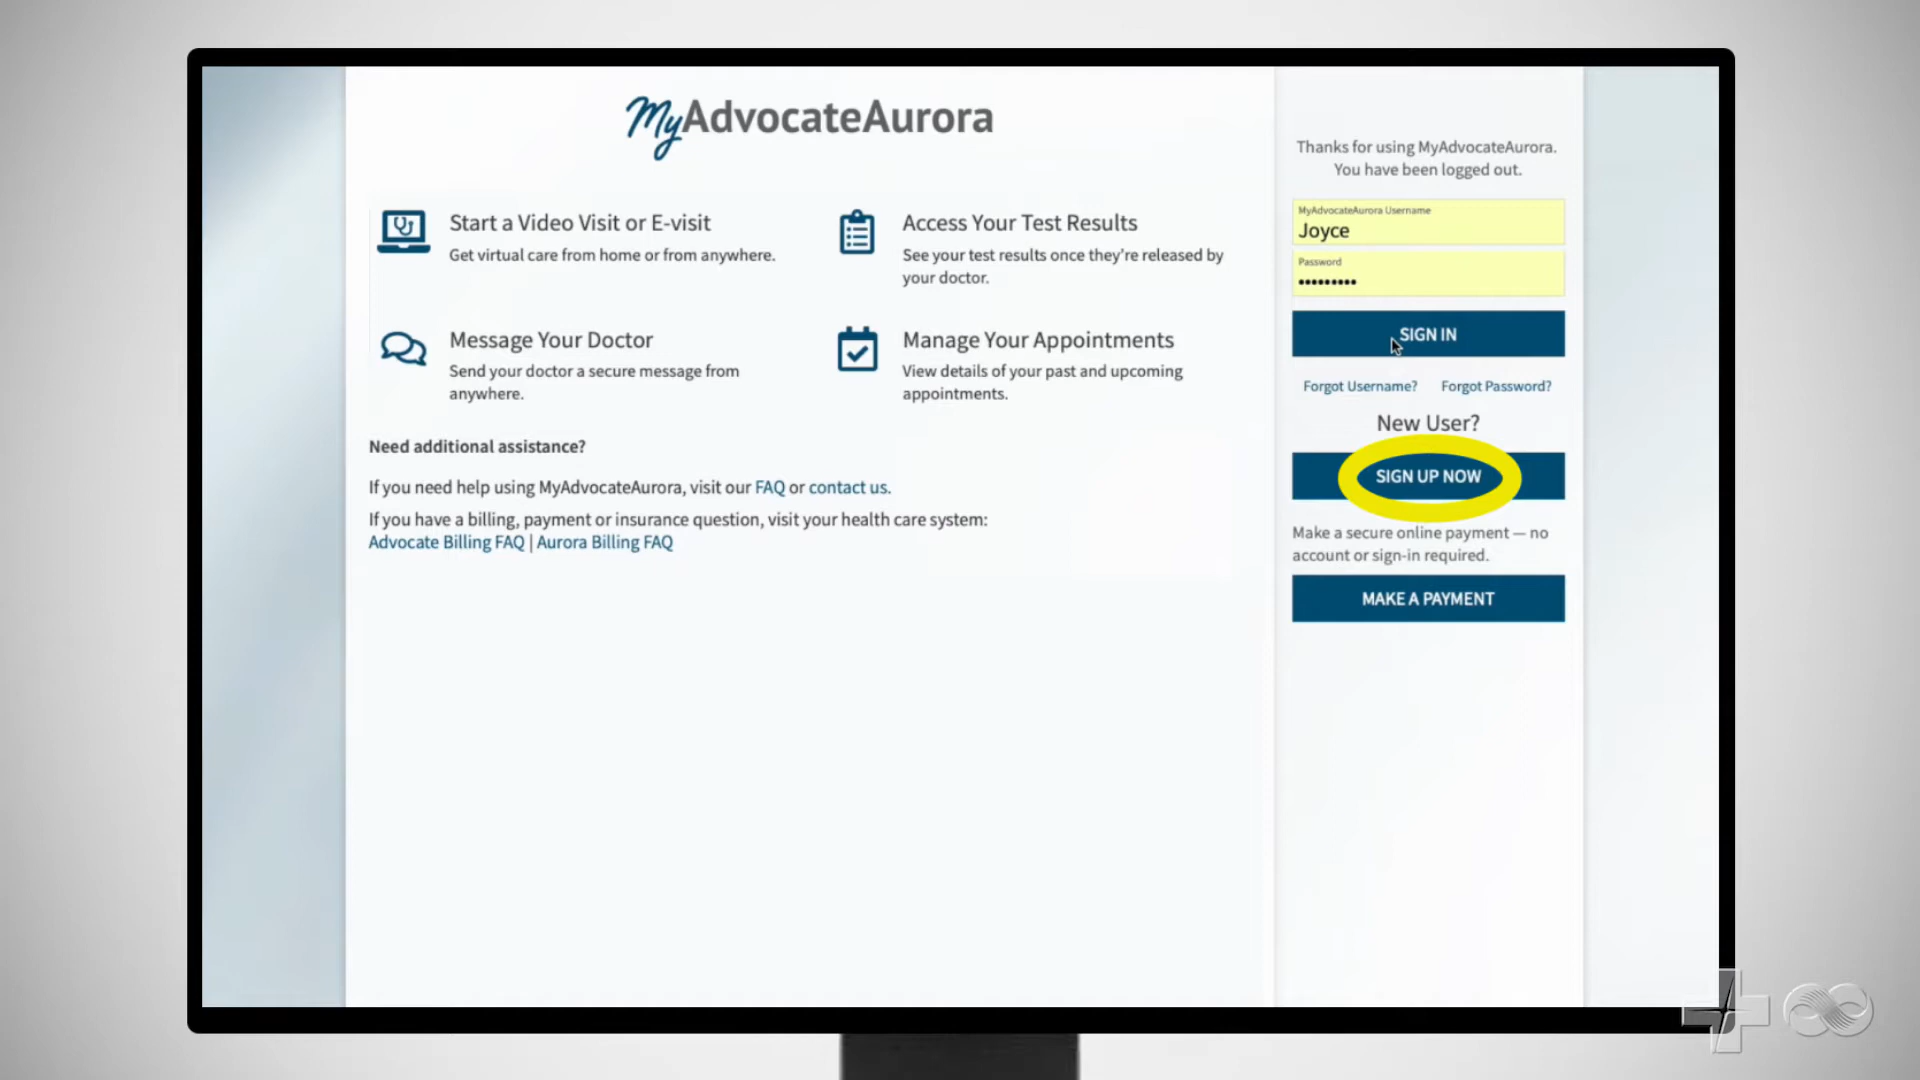 MyAdvocateAurora
Start a Video Visit or E-visit
Get virtual care from home or from anywhere.
Access Your Test Results
See your test results once they're released by
your doctor.
Message Your Doctor
Send your doctor a secure message from
anywhere.
Manage Your Appointments
View details of your past and upcoming
appointments.
Need additional assistance?
If you need help using MyAdvocateAurora, visit our FAQ or contact us.
If you have a billing, payment or insurance question, visit your health care system:
Advocate Billing FAQ | Aurora Billing FAQ
Thanks for using MyAdvocateAurora.
You have been logged out.
MyAdvocateAurora Username
Joyce
Password
•••••••••
SIGN IN
Forgot Username? Forgot Password?
New User?
SIGN UP NOW
Make a secure online payment — no
account or sign-in required.
MAKE A PAYMENT